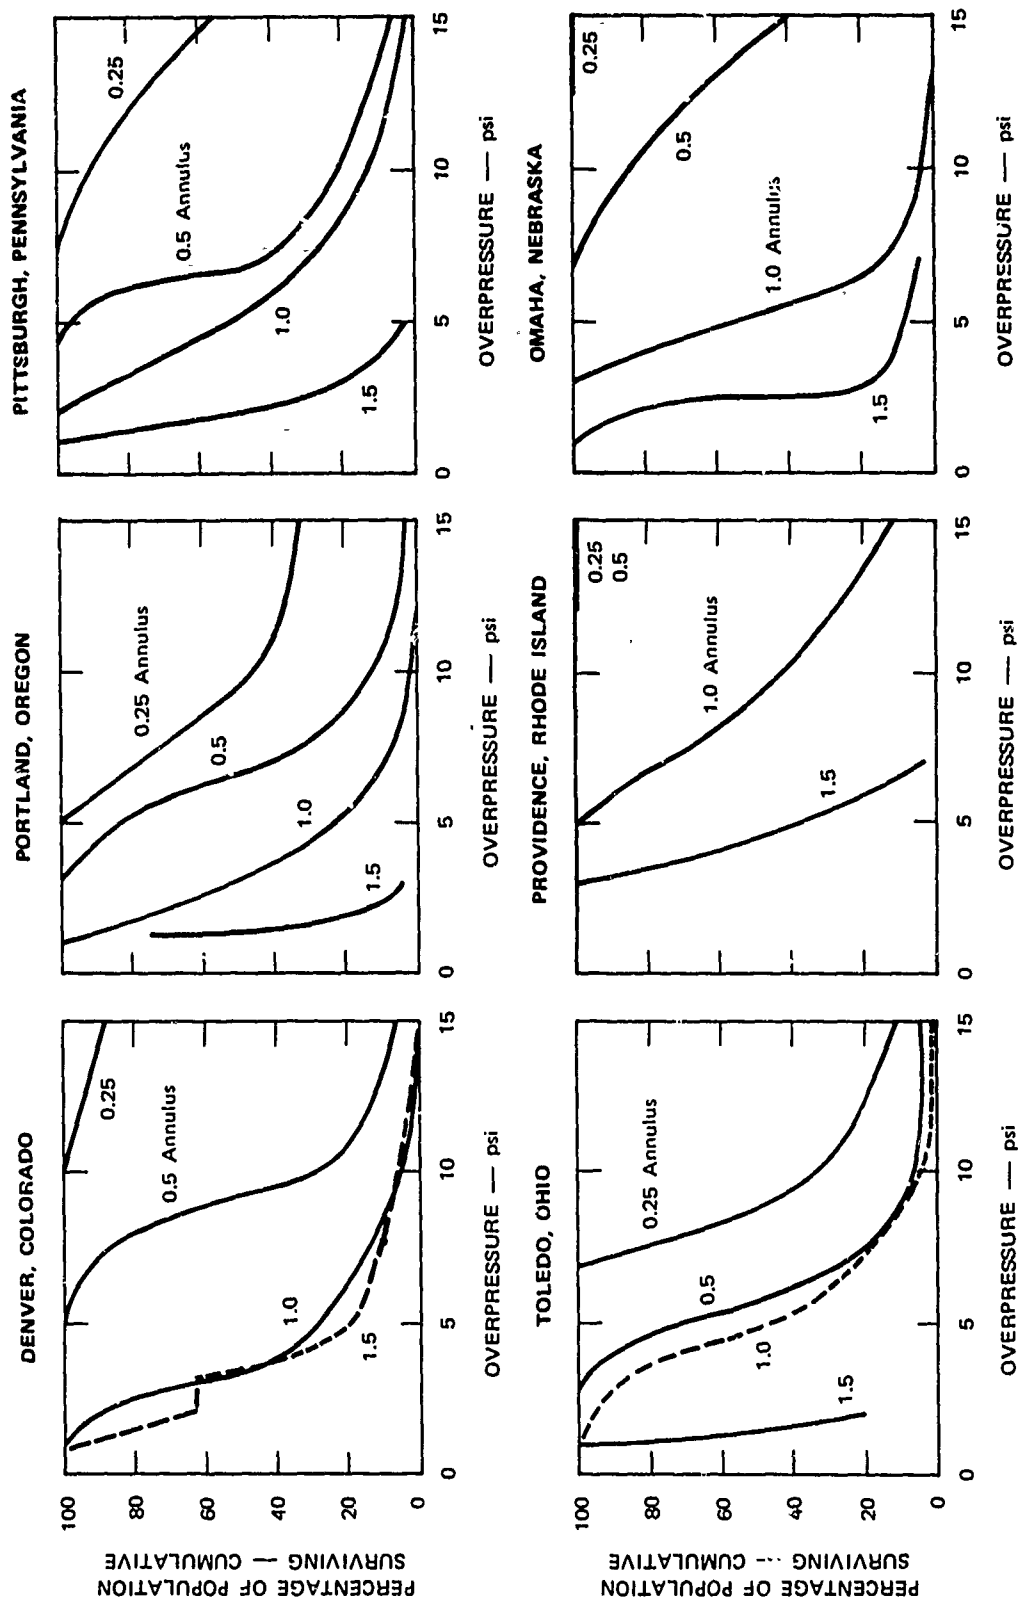 DENVER, COLORADO
PERCENTAGE OF POPULATION
SURVIVING — CUMULATIVE
100
80
60
40
20
0
0.25
0.5 Annulus
1.0
1.5
0 5 10 15
OVERPRESSURE — psi
PORTLAND, OREGON
0.25 Annulus
0.5
1.0
1.5
0 5 10 15
OVERPRESSURE — psi
PITTSBURGH, PENNSYLVANIA
0.25
0.5 Annulus
1.0
1.5
0 5 10 15
OVERPRESSURE — psi
TOLEDO, OHIO
PERCENTAGE OF POPULATION
SURVIVING -- CUMULATIVE
100
80
60
40
20
0
0.25 Annulus
0.5
1.0
1.5
0 5 10 15
OVERPRESSURE — psi
PROVIDENCE, RHODE ISLAND
0.25
0.5
1.0 Annulus
1.5
0 5 10 15
OVERPRESSURE — psi
OMAHA, NEBRASKA
0.25
0.5
1.0 Annulus
1.5
0 5 10 15
OVERPRESSURE — psi